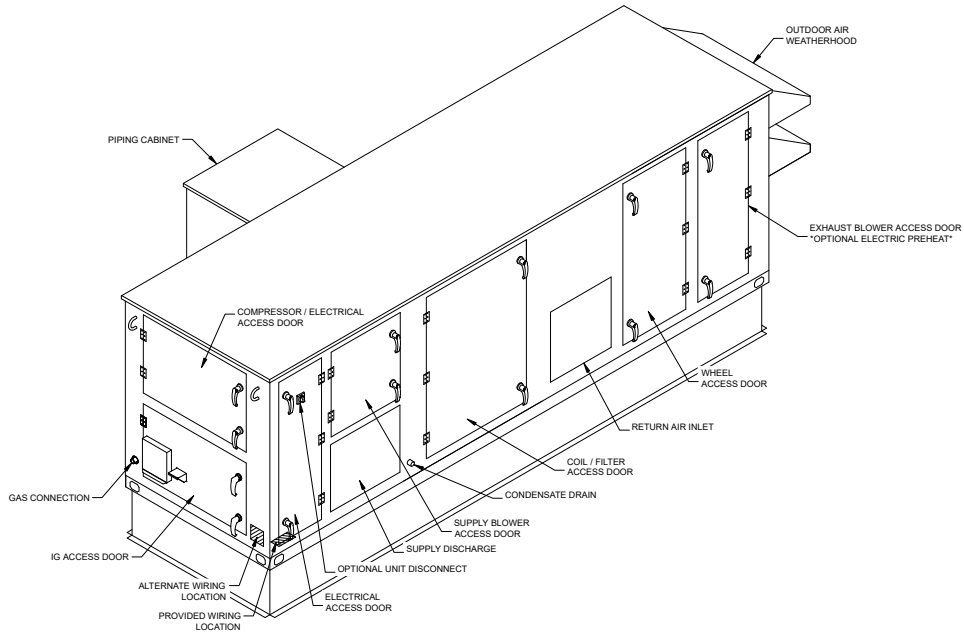 OUTDOOR AIR
WEATHERHOOD
PIPING CABINET
EXHAUST BLOWER ACCESS DOOR
*OPTIONAL ELECTRIC PREHEAT*
COMPRESSOR / ELECTRICAL
ACCESS DOOR
WHEEL
ACCESS DOOR
RETURN AIR INLET
COIL / FILTER
ACCESS DOOR
CONDENSATE DRAIN
GAS CONNECTION
SUPPLY BLOWER
ACCESS DOOR
SUPPLY DISCHARGE
IG ACCESS DOOR
OPTIONAL UNIT DISCONNECT
ALTERNATE WIRING
LOCATION
ELECTRICAL
ACCESS DOOR
PROVIDED WIRING
LOCATION